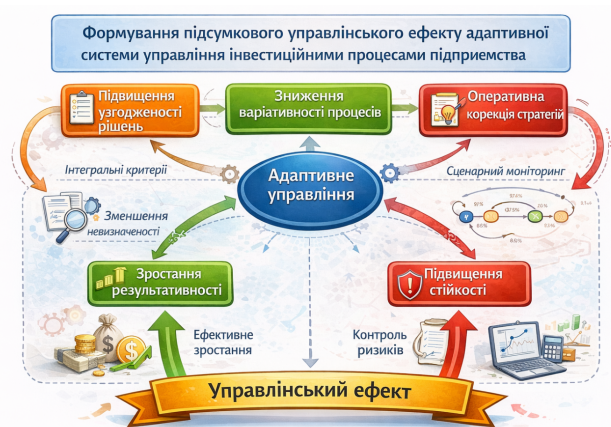 Формування підсумкового управлінського ефекту адаптивної
системи управління інвестиційними процесами підприємства
Підвищення
узгодженості
рішень
Зниження
варіативності процесів
Оперативна
корекція стратегій
Інтегральні критерії
Адаптивне
управління
Сценарний моніторинг
Зменшення
невизначеності
Зростання
результативності
Підвищення
стійкості
Ефективне
зростання
Контроль
ризиків
Управлінський ефект